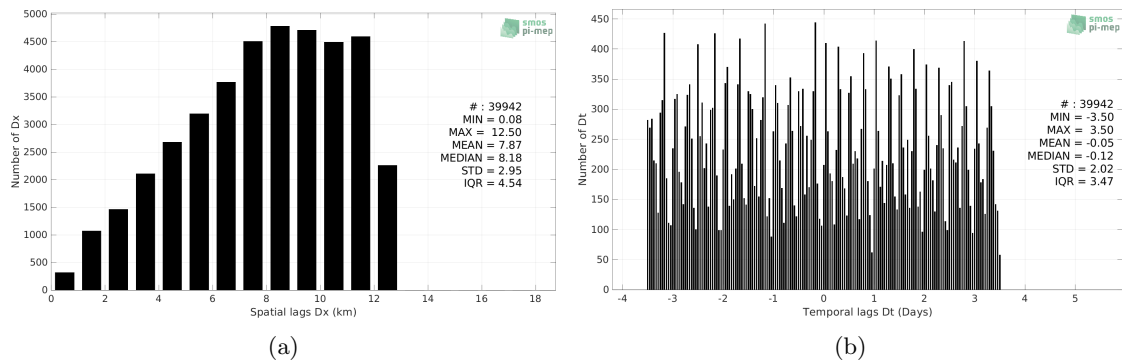 5000
4500
4000
3500
3000
2500
2000
1500
1000
500
0
Number of Dx
0 2 4 6 8 10 12 14 16 18
Spatial lags Dx (km)
smos
pi-mep
# : 39942
MIN = 0.08
MAX = 12.50
MEAN = 7.87
MEDIAN = 8.18
STD = 2.95
IQR = 4.54
(a)
450
400
350
300
250
200
150
100
50
0
Number of Dt
-4 -3 -2 -1 0 1 2 3 4 5
Temporal lags Dt (Days)
smos
pi-mep
# : 39942
MIN = -3.50
MAX = 3.50
MEAN = -0.05
MEDIAN = -0.12
STD = 2.02
IQR = 3.47
(b)